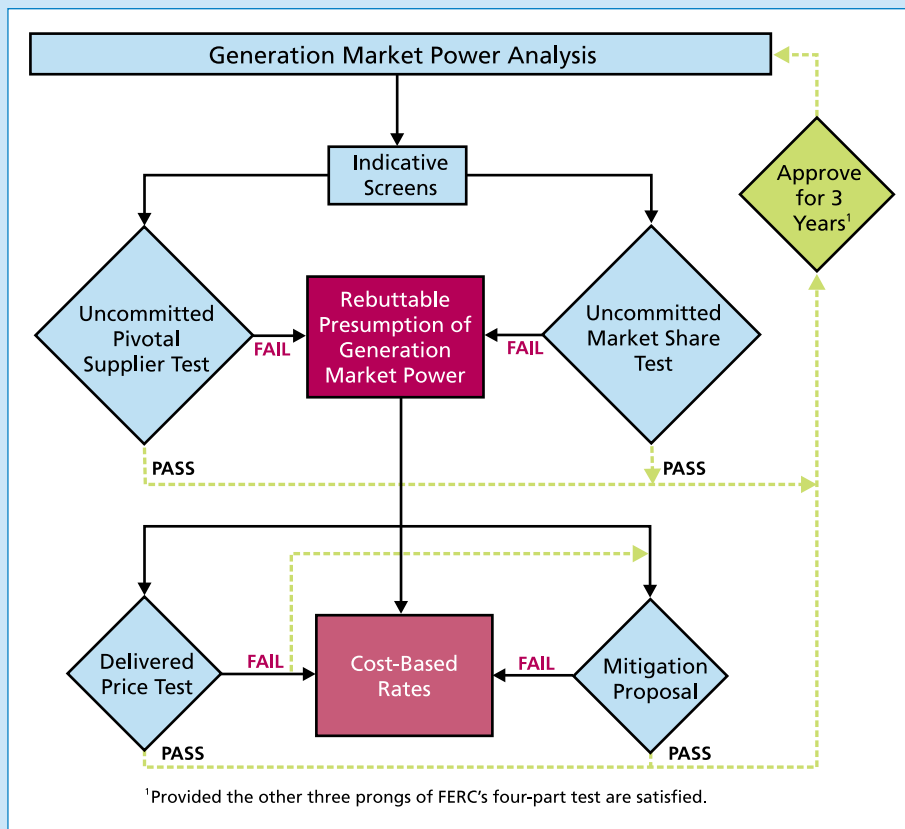 Generation Market Power Analysis
Indicative
Screens
Approve
for 3
Years¹
Uncommitted
Pivotal
Supplier Test
FAIL
Rebuttable
Presumption of
Generation
Market Power
FAIL
Uncommitted
Market Share
Test
PASS
PASS
Delivered
Price Test
FAIL
Cost-Based
Rates
FAIL
Mitigation
Proposal
PASS
PASS
¹Provided the other three prongs of FERC's four-part test are satisfied.